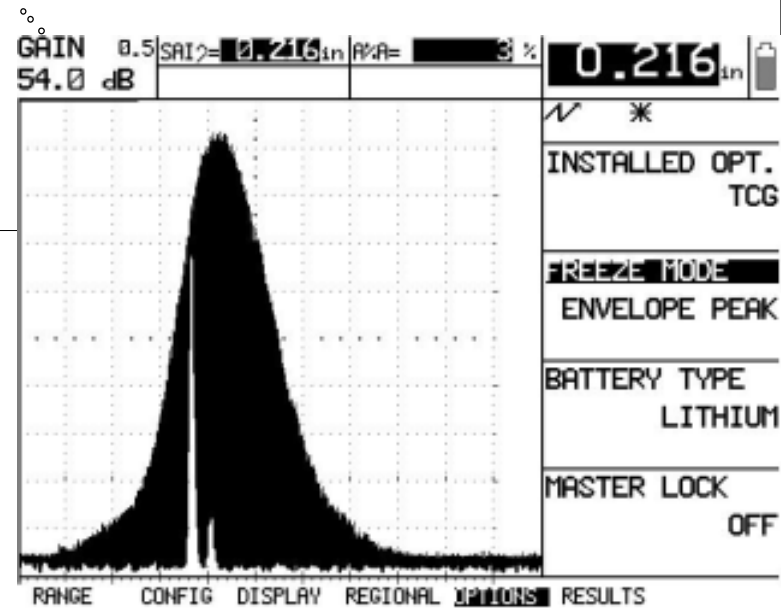 GAIN 0.5
54.0 dB
SA⌒= 0.216in A%A= 3 %
0.216in
INSTALLED OPT.
TCG
FREEZE MODE
ENVELOPE PEAK
BATTERY TYPE
LITHIUM
MASTER LOCK
OFF
RANGE CONFIG DISPLAY REGIONAL OPTIONS RESULTS